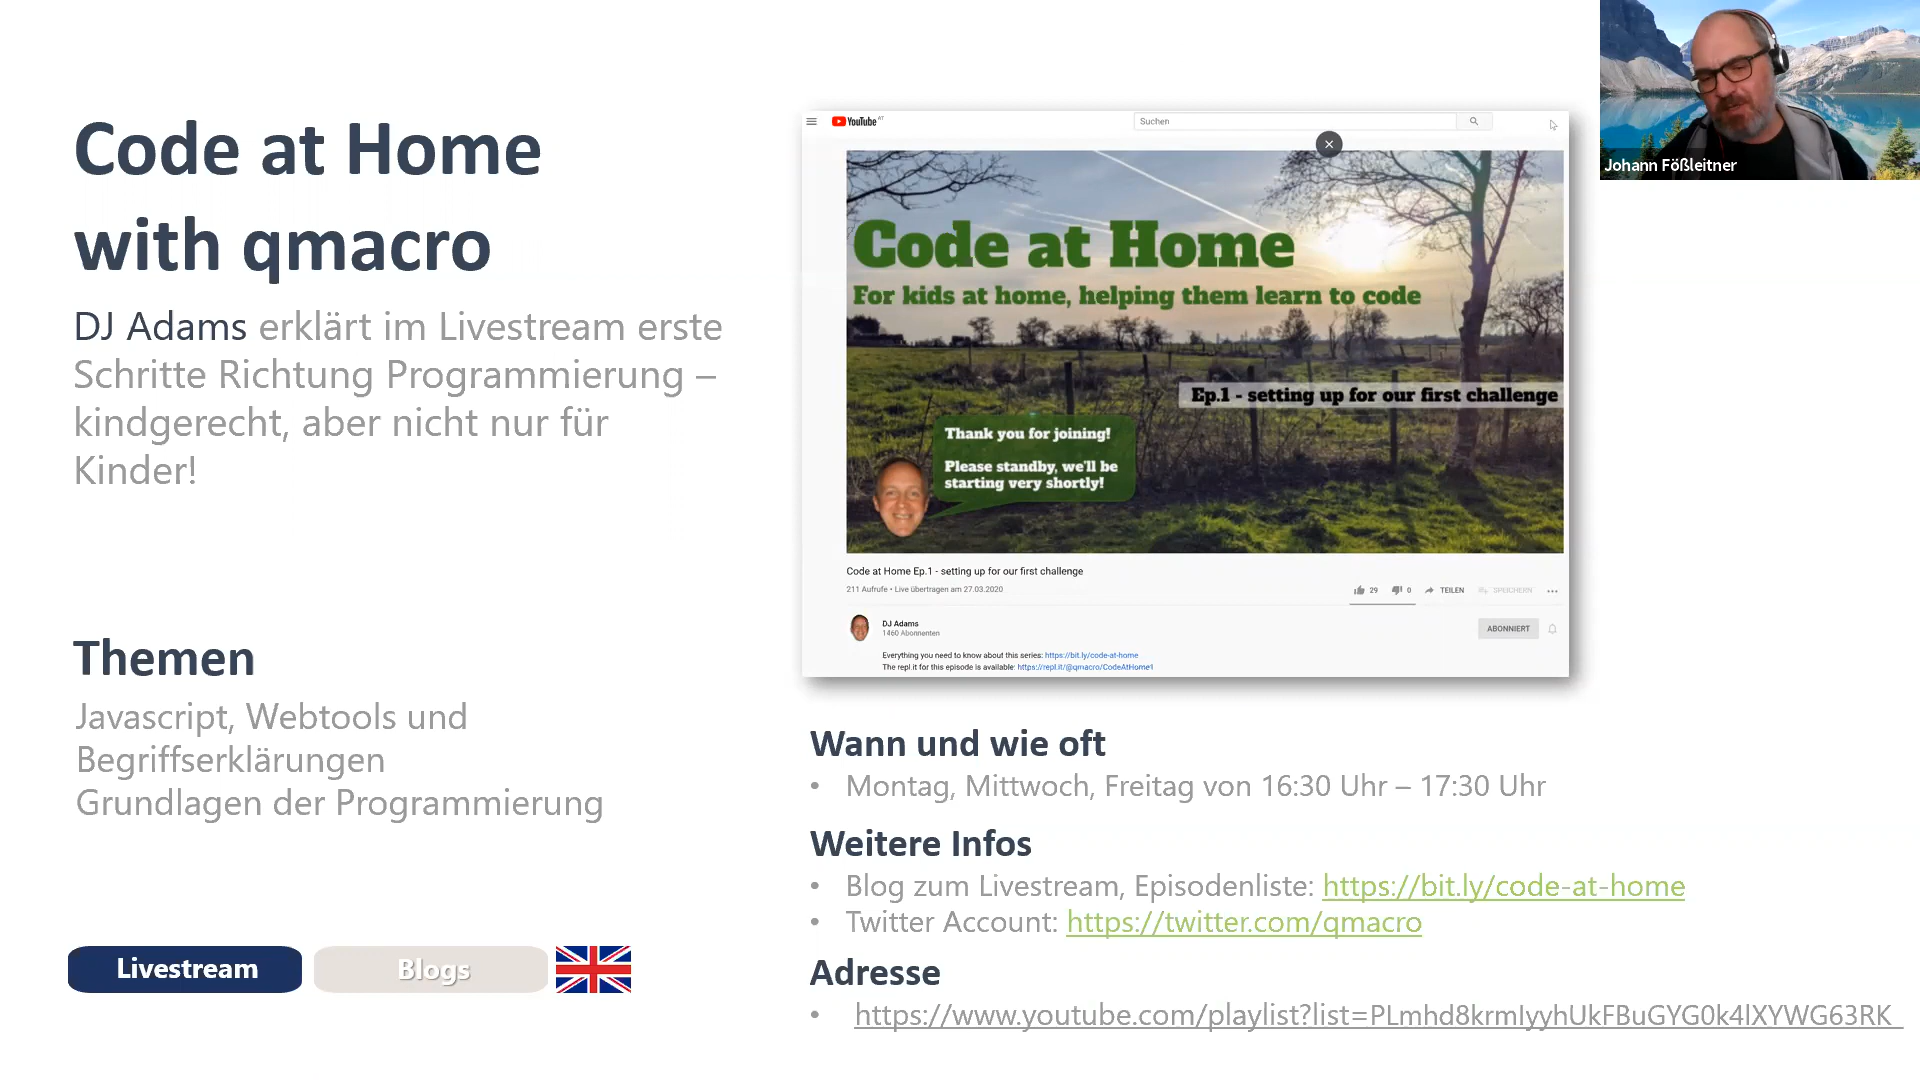 Code at Home
with qmacro
DJ Adams erklärt im Livestream erste
Schritte Richtung Programmierung –
kindgerecht, aber nicht nur für
Kinder!
Themen
Javascript, Webtools und
Begriffserklärungen
Grundlagen der Programmierung
Livestream
Blogs
YouTube AT
Suchen
Code at Home
For kids at home, helping them learn to code
Ep.1 - setting up for our first challenge
Thank you for joining!
Please standby, we'll be
starting very shortly!
Code at Home Ep.1 - setting up for our first challenge
211 Aufrufe • Live übertragen am 27.03.2020
29 0 TEILEN SPEICHERN
DJ Adams
1460 Abonnenten
ABONNIERT
Everything you need to know about this series: https://bit.ly/code-at-home
The repl.it for this episode is available: https://repl.it/@qmacro/CodeAtHome1
Wann und wie oft
• Montag, Mittwoch, Freitag von 16:30 Uhr – 17:30 Uhr
Weitere Infos
• Blog zum Livestream, Episodenliste: https://bit.ly/code-at-home
• Twitter Account: https://twitter.com/qmacro
Adresse
• https://www.youtube.com/playlist?list=PLmhd8krmIyyhUkFBuGYG0k4lXYWG63RK_
Johann Fößleitner